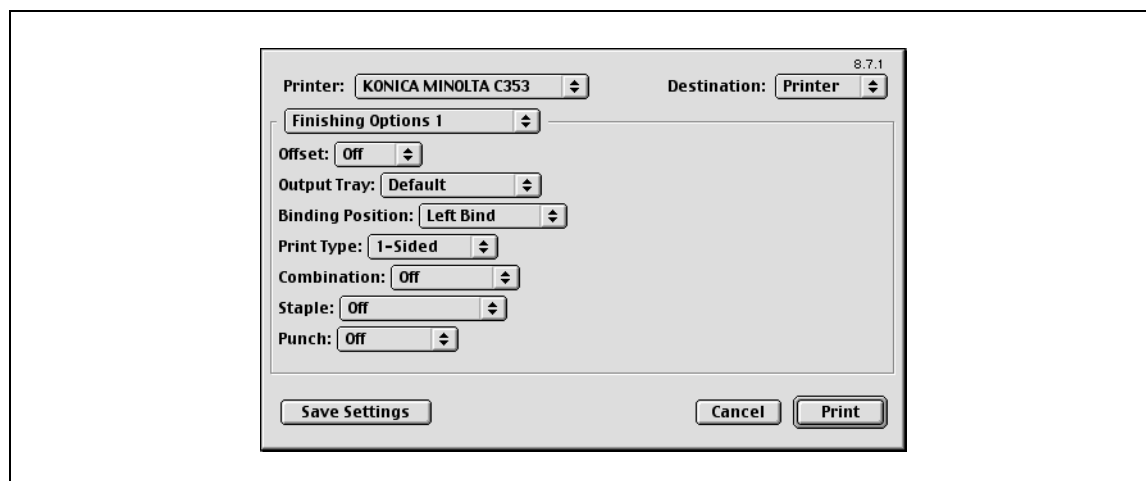 8.7.1
Printer: KONICA MINOLTA C353 Destination: Printer
Finishing Options 1
Offset: Off
Output Tray: Default
Binding Position: Left Bind
Print Type: 1-Sided
Combination: Off
Staple: Off
Punch: Off
Save Settings Cancel Print